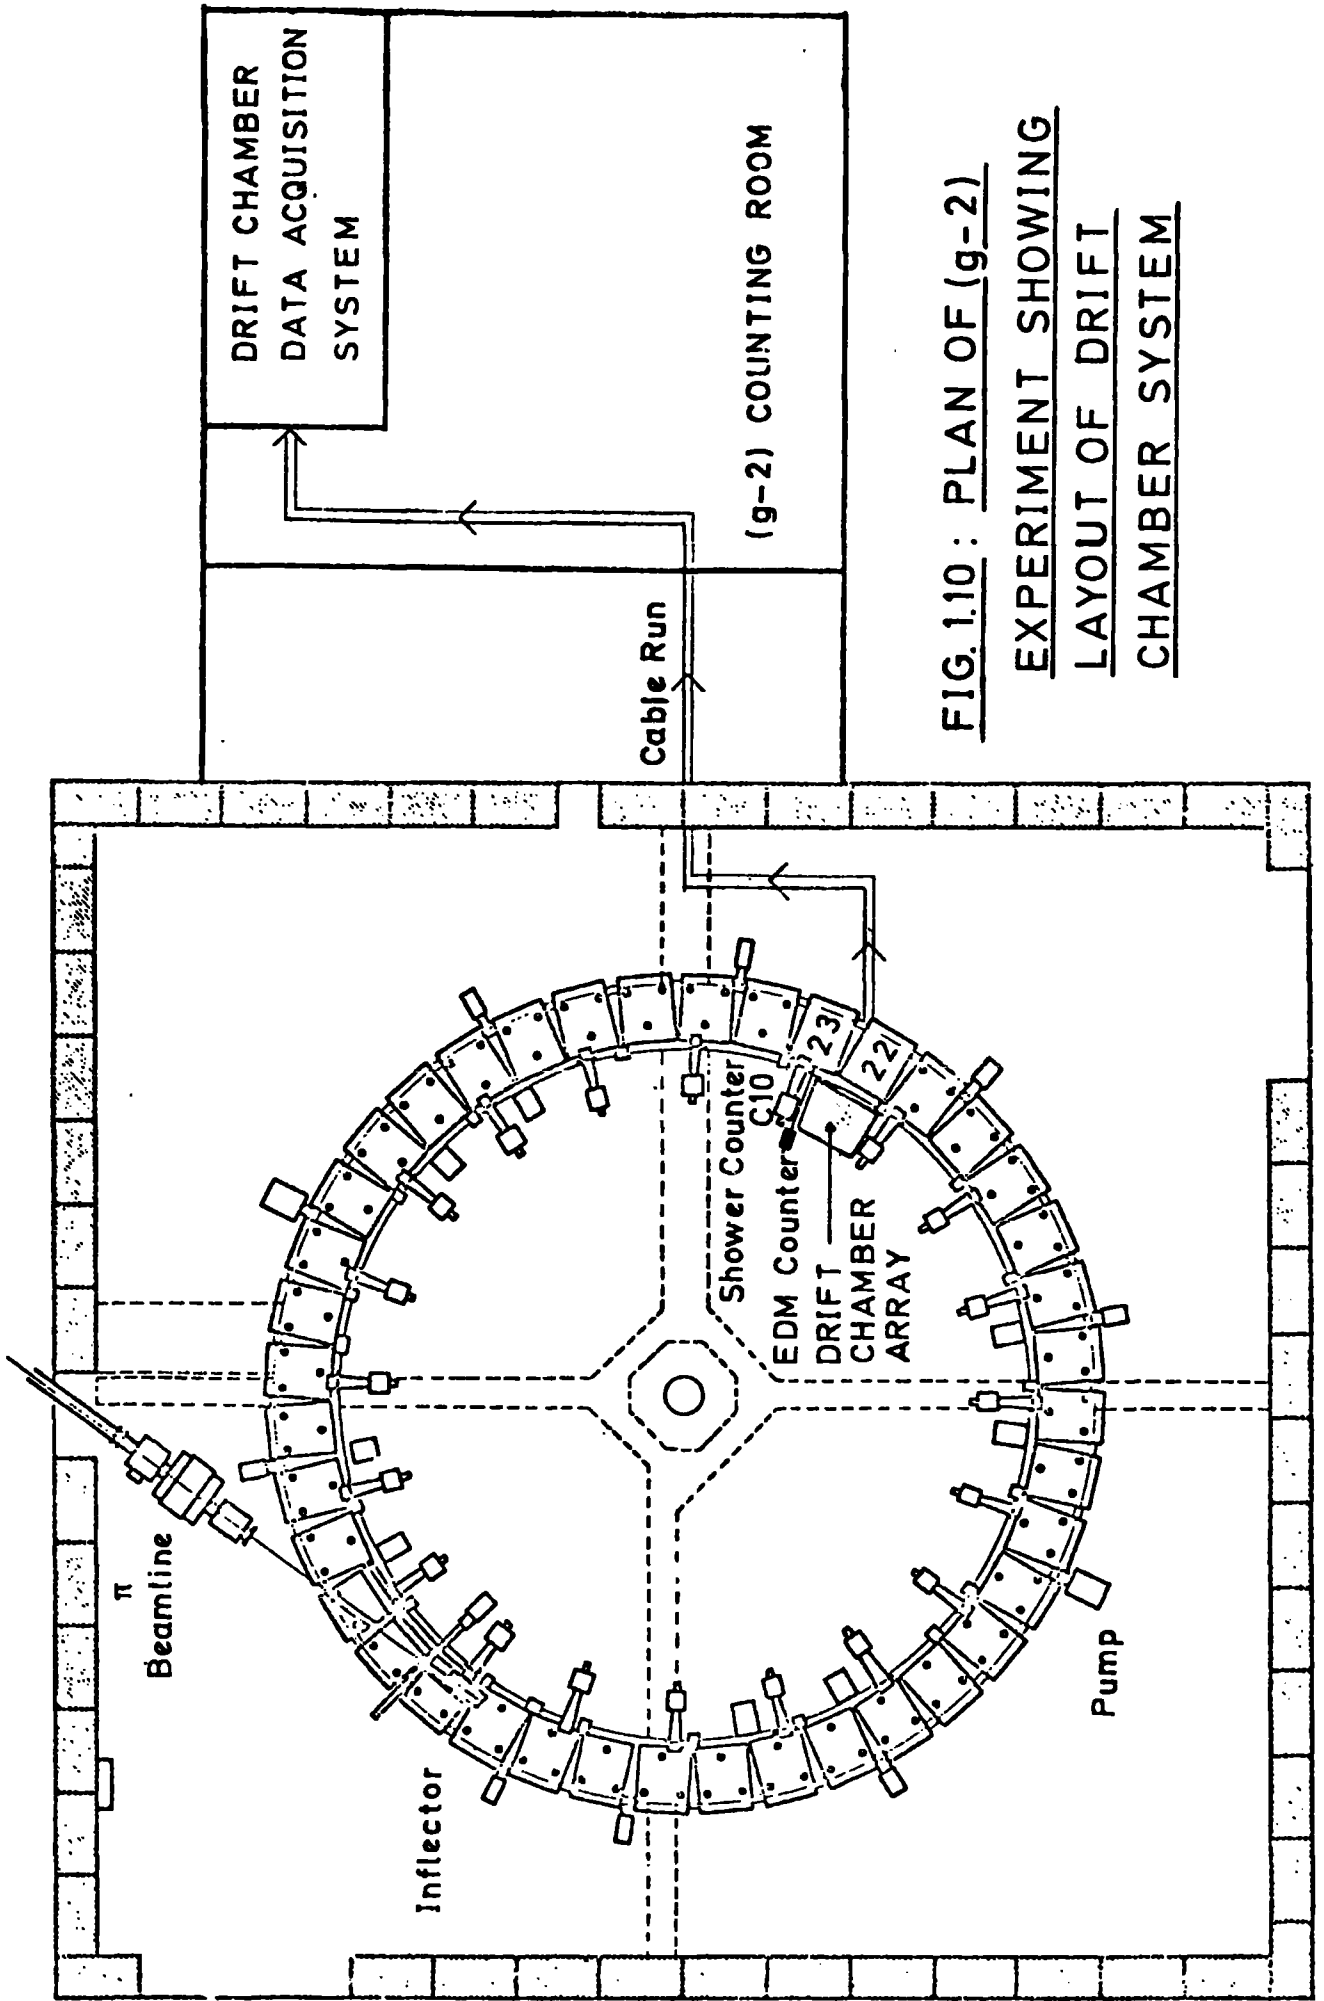 DRIFT CHAMBER
DATA ACQUISITION
SYSTEM
(g-2) COUNTING ROOM
Cable Run
π
Beamline
Inflector
Shower Counter
C10
EDM Counter
DRIFT
CHAMBER
ARRAY
23
22
Pump
FIG. 1.10 : PLAN OF (g-2)
EXPERIMENT SHOWING
LAYOUT OF DRIFT
CHAMBER SYSTEM